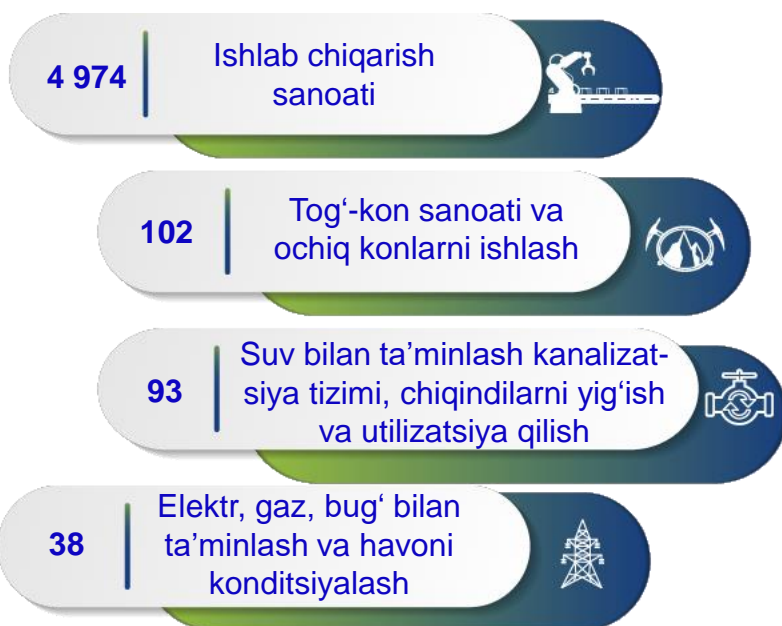 4 974
Ishlab chiqarish
sanoati
102
Tog‘-kon sanoati va
ochiq konlarni ishlash
93
Suv bilan ta’minlash kanalizat-
siya tizimi, chiqindilarni yig‘ish
va utilizatsiya qilish
38
Elektr, gaz, bug‘ bilan
ta’minlash va havoni
konditsiyalash